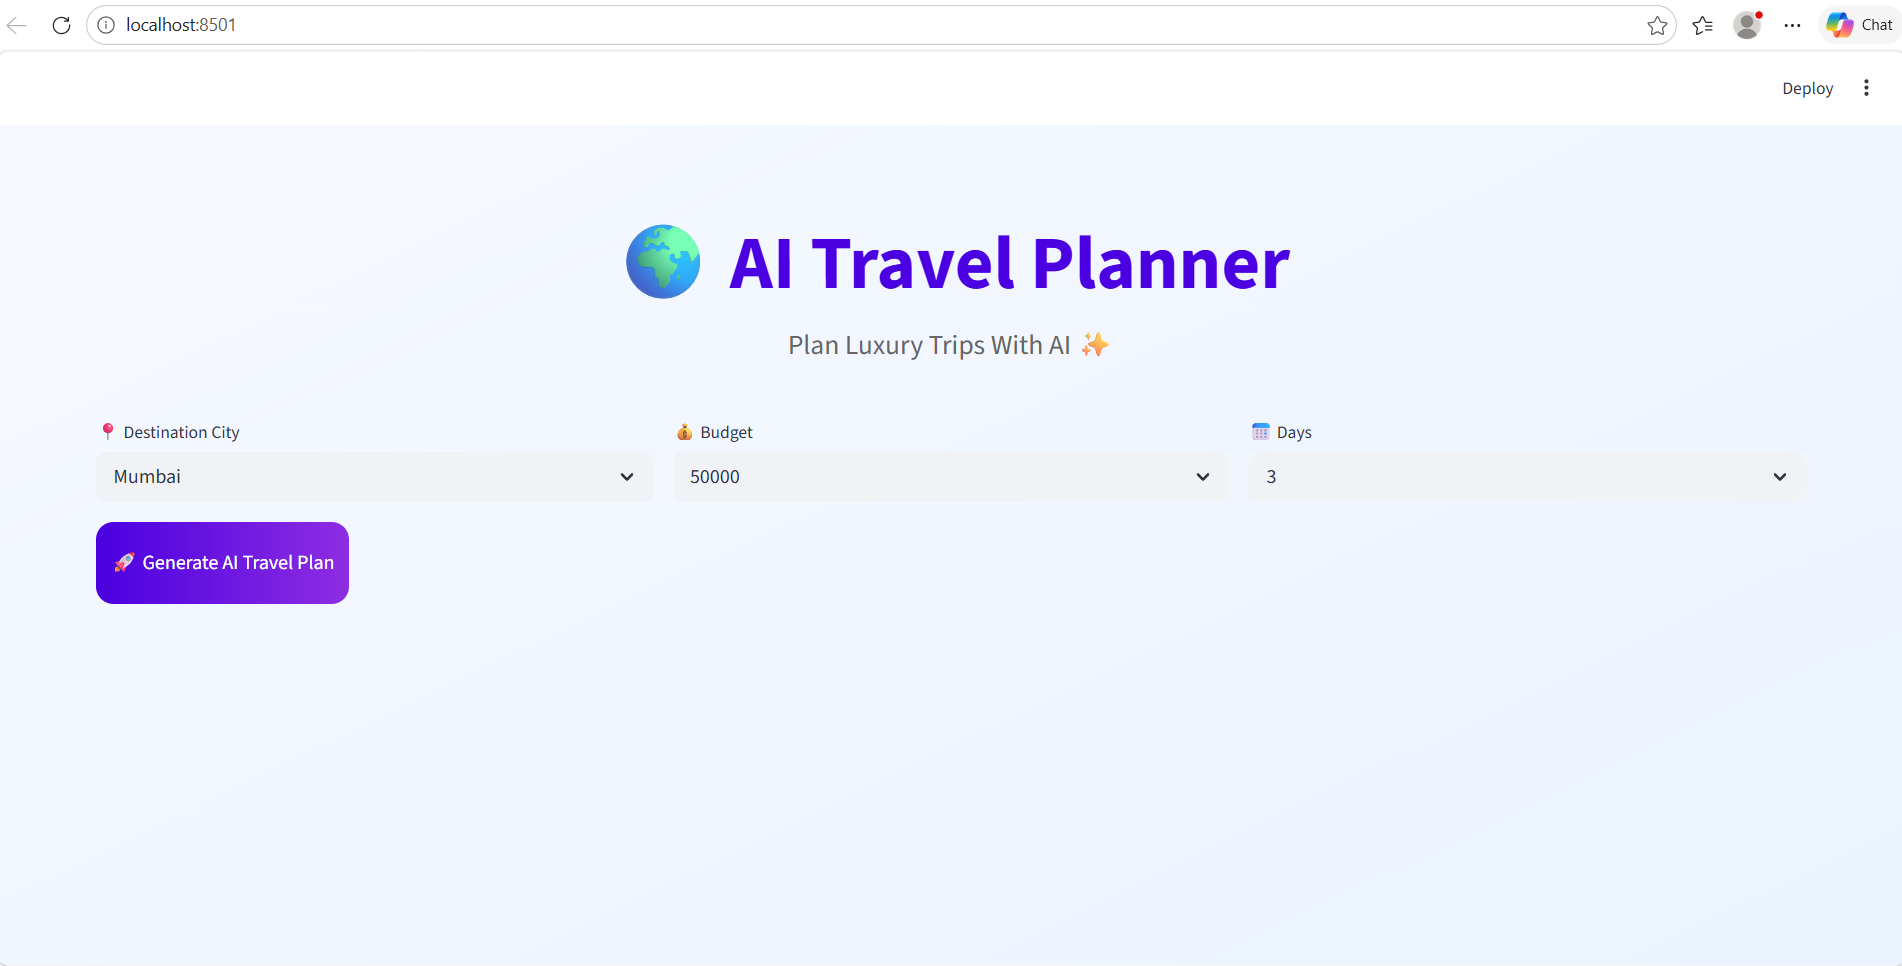 localhost:8501
Chat
Deploy
AI Travel Planner
Plan Luxury Trips With AI ✨
Destination City
Budget
Days
Mumbai
50000
3
🚀 Generate AI Travel Plan